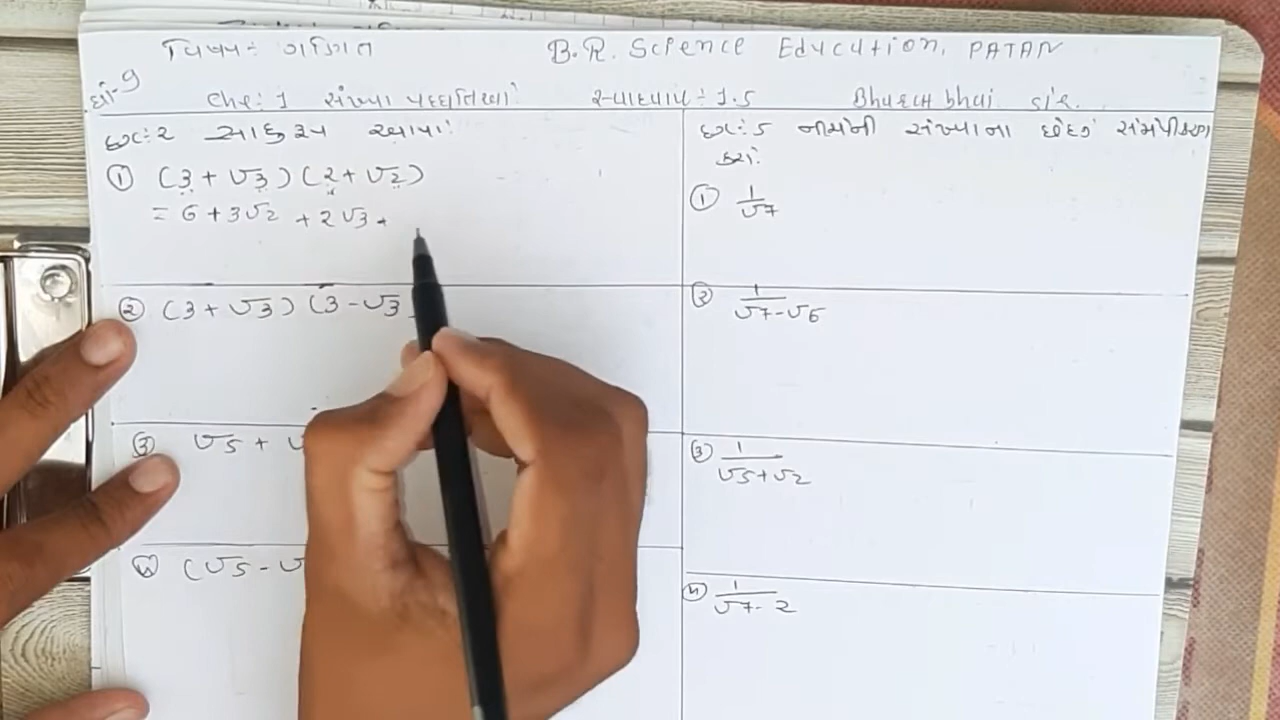 વિષય:- ગણિત B.R. Science Education, PATAN
ધો-9
ch: 1 સંખ્યા પદ્ધતિઓ સ્વાધ્યાય : 1.5 Bhavesh bhai sir.
પ્ર: 2 સાદુ રૂપ આપો:
① (3 + √3) (2 + √2)
= 6 + 3√2 + 2√3 +
② (3 + √3) (3 - √3
③ √5 +
④ (√5 -
પ્ર: 5 નીચેની સંખ્યાના છેદનું સંમેયીકરણ
કરો:
① 1/√7
② 1/√7-√6
③ 1/√5+√2
④ 1/√7-2